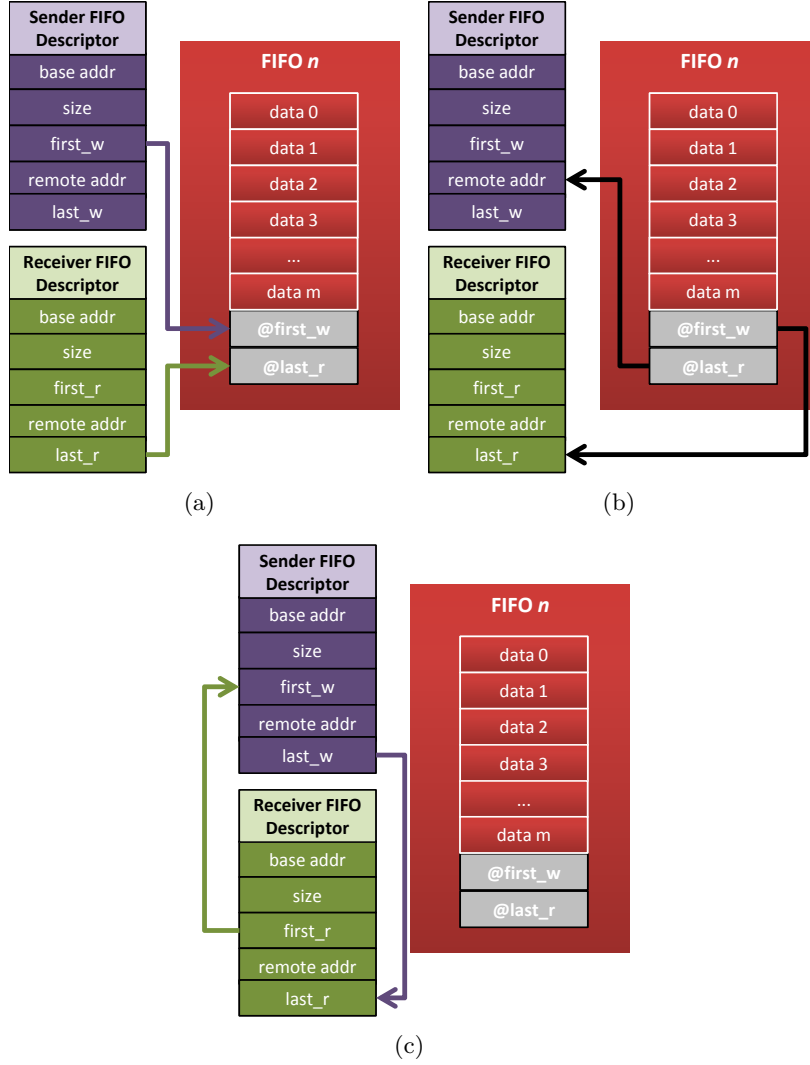 Sender FIFO
Descriptor
base addr
size
first_w
remote addr
last_w
Receiver FIFO
Descriptor
base addr
size
first_r
remote addr
last_r
FIFO n
data 0
data 1
data 2
data 3
...
data m
@first_w
@last_r
(a)
Sender FIFO
Descriptor
base addr
size
first_w
remote addr
last_w
Receiver FIFO
Descriptor
base addr
size
first_r
remote addr
last_r
FIFO n
data 0
data 1
data 2
data 3
...
data m
@first_w
@last_r
(b)
Sender FIFO
Descriptor
base addr
size
first_w
remote addr
last_w
Receiver FIFO
Descriptor
base addr
size
first_r
remote addr
last_r
FIFO n
data 0
data 1
data 2
data 3
...
data m
@first_w
@last_r
(c)